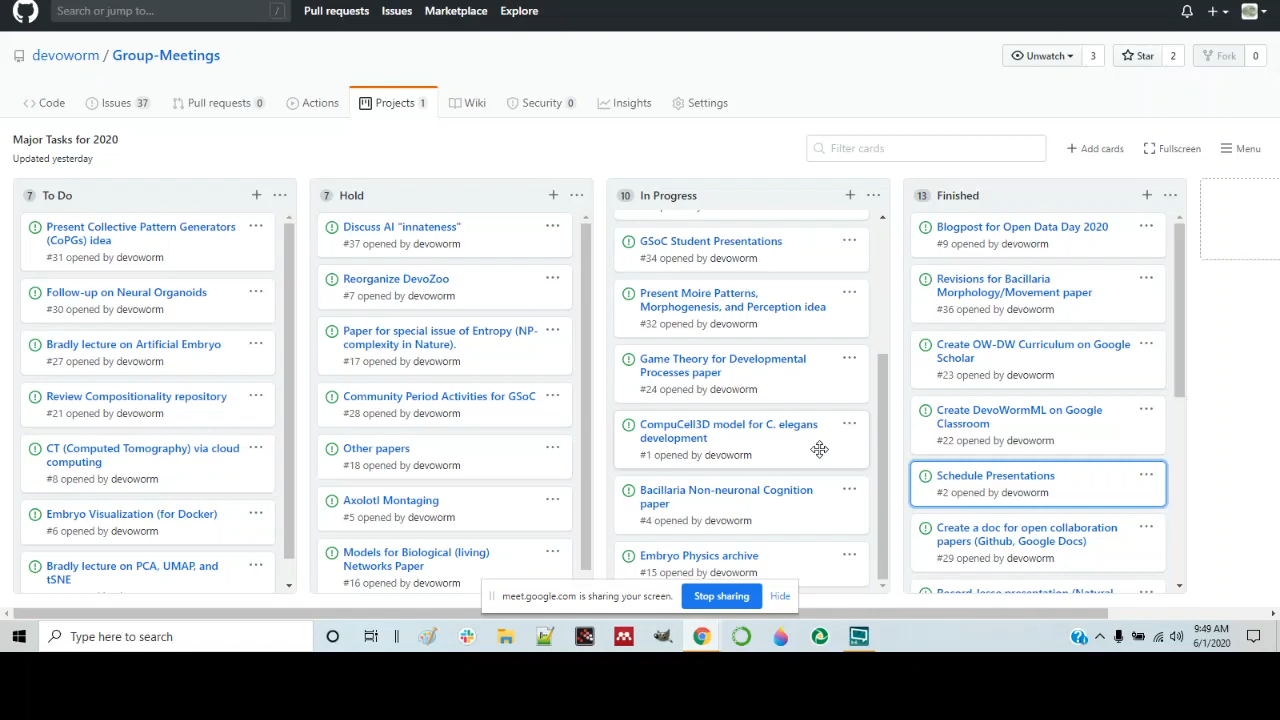 Search or jump to...
/
Pull requests
Issues
Marketplace
Explore
devoworm / Group-Meetings
Unwatch
3
Star
2
Fork
0
Code
Issues 37
Pull requests 0
Actions
Projects 1
Wiki
Security 0
Insights
Settings
Major Tasks for 2020
Updated yesterday
Filter cards
Add cards
Fullscreen
Menu
7 To Do
Present Collective Pattern Generators
(CoPGs) idea
#31 opened by devoworm
Follow-up on Neural Organoids
#30 opened by devoworm
Bradly lecture on Artificial Embryo
#27 opened by devoworm
Review Compositionality repository
#21 opened by devoworm
CT (Computed Tomography) via cloud
computing
#8 opened by devoworm
Embryo Visualization (for Docker)
#6 opened by devoworm
Bradly lecture on PCA, UMAP, and
tSNE
7 Hold
Discuss AI "innateness"
#37 opened by devoworm
Reorganize DevoZoo
#7 opened by devoworm
Paper for special issue of Entropy (NP-
complexity in Nature).
#17 opened by devoworm
Community Period Activities for GSoC
#28 opened by devoworm
Other papers
#18 opened by devoworm
Axolotl Montaging
#5 opened by devoworm
Models for Biological (living)
Networks Paper
#16 opened by devoworm
10 In Progress
GSoC Student Presentations
#34 opened by devoworm
Present Moire Patterns,
Morphogenesis, and Perception idea
#32 opened by devoworm
Game Theory for Developmental
Processes paper
#24 opened by devoworm
CompuCell3D model for C. elegans
development
#1 opened by devoworm
Bacillaria Non-neuronal Cognition
paper
#4 opened by devoworm
Embryo Physics archive
#15 opened by devoworm
13 Finished
Blogpost for Open Data Day 2020
#9 opened by devoworm
Revisions for Bacillaria
Morphology/Movement paper
#36 opened by devoworm
Create OW-DW Curriculum on Google
Scholar
#23 opened by devoworm
Create DevoWormML on Google
Classroom
#22 opened by devoworm
Schedule Presentations
#2 opened by devoworm
Create a doc for open collaboration
papers (Github, Google Docs)
#29 opened by devoworm
Record Jesse presentation (Natural
meet.google.com is sharing your screen.
Stop sharing
Hide
Type here to search
9:49 AM
6/1/2020